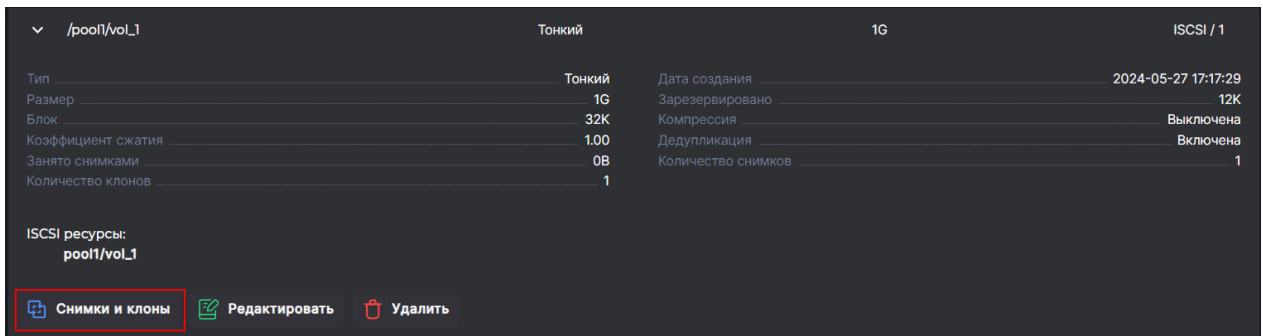 /pool1/vol_1 Тонкий 1G ISCSI / 1
Тип Тонкий Дата создания 2024-05-27 17:17:29
Размер 1G Зарезервировано 12K
Блок 32K Компрессия Выключена
Коэффициент сжатия 1.00 Дедупликация Включена
Занято снимками 0B Количество снимков 1
Количество клонов 1
ISCSI ресурсы:
pool1/vol_1
Снимки и клоны Редактировать Удалить